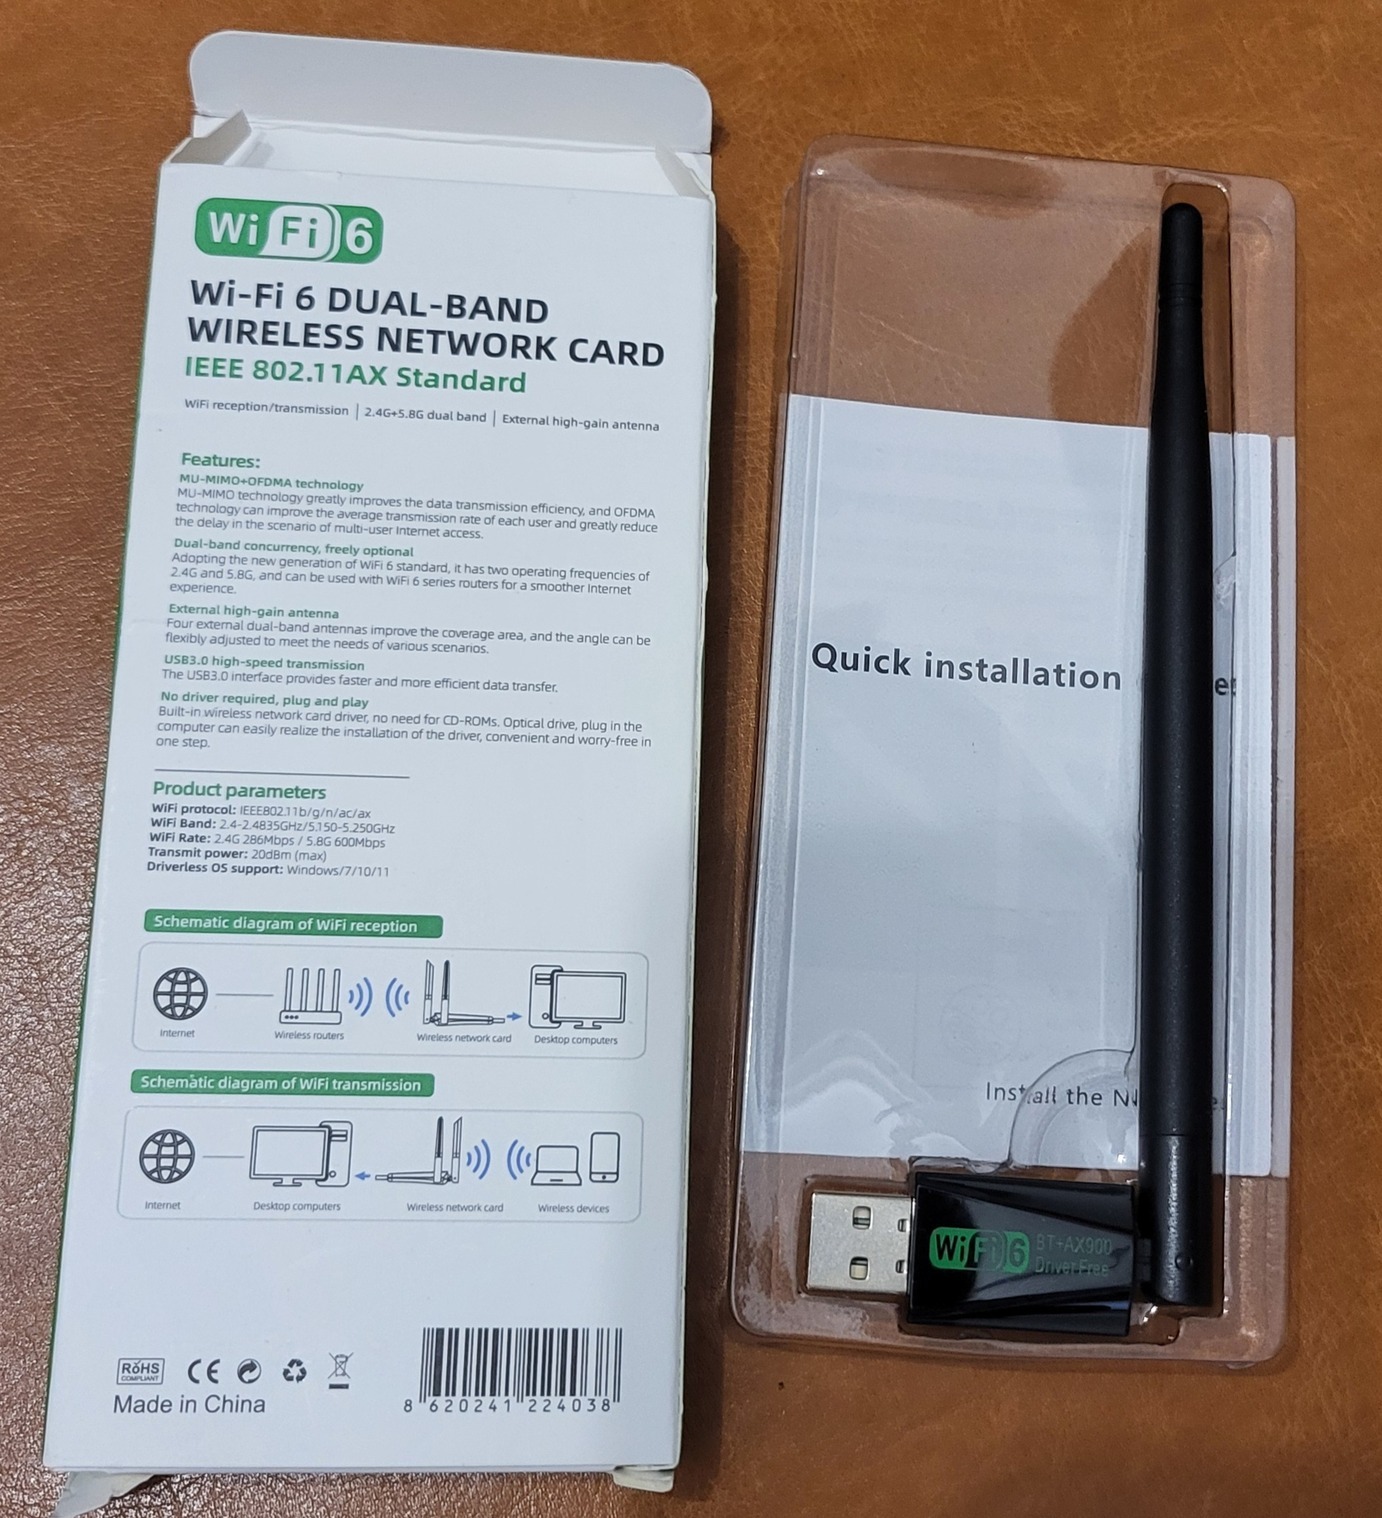 WiFi 6
Wi-Fi 6 DUAL-BAND
WIRELESS NETWORK CARD
IEEE 802.11AX Standard
WiFi reception/transmission | 2.4G+5.8G dual band | External high-gain antenna
Features:
MU-MIMO+OFDMA technology
MU-MIMO technology greatly improves the data transmission efficiency, and OFDMA
technology can improve the average transmission rate of each user and greatly reduce
the delay in the scenario of multi-user Internet access.
Dual-band concurrency, freely optional
Adopting the new generation of WiFi 6 standard, it has two operating frequencies of
2.4G and 5.8G, and can be used with WiFi 6 series routers for a smoother Internet
experience.
External high-gain antenna
Four external dual-band antennas improve the coverage area, and the angle can be
flexibly adjusted to meet the needs of various scenarios.
USB3.0 high-speed transmission
The USB3.0 interface provides faster and more efficient data transfer.
No driver required, plug and play
Built-in wireless network card driver, no need for CD-ROMs. Optical drive, plug in the
computer can easily realize the installation of the driver, convenient and worry-free in
one step.
Product parameters
WiFi protocol: IEEE802.11b/g/n/ac/ax
WiFi Band: 2.4-2.4835GHz/5.150-5.250GHz
WiFi Rate: 2.4G 286Mbps / 5.8G 600Mbps
Transmit power: 20dBm (max)
Driverless OS support: Windows/7/10/11
Schematic diagram of WiFi reception
Internet
Wireless routers
Wireless network card
Desktop computers
Schematic diagram of WiFi transmission
Internet
Desktop computers
Wireless network card
Wireless devices
RoHS
COMPLIANT
CE
Made in China
8 620241 224038
Quick installation
Install the
WiFi 6
BT+AX900
Driver Free